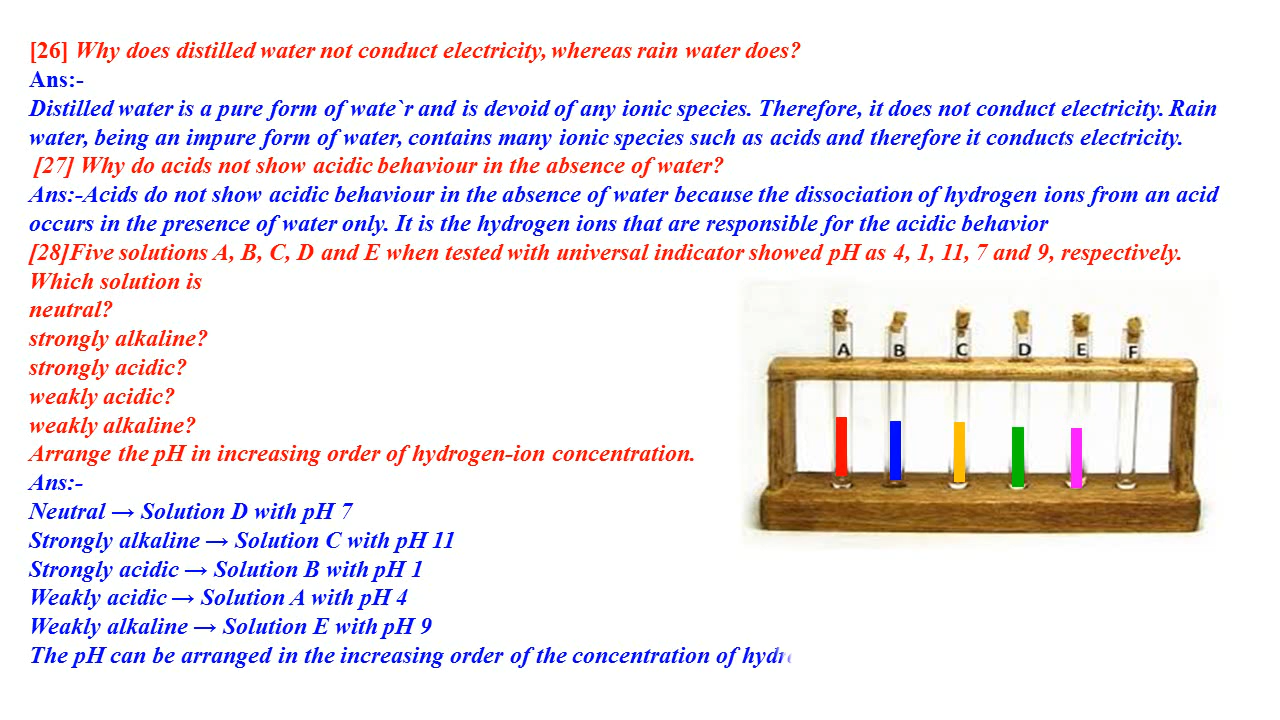 [26] Why does distilled water not conduct electricity, whereas rain water does?
Ans:-
Distilled water is a pure form of wate`r and is devoid of any ionic species. Therefore, it does not conduct electricity. Rain
water, being an impure form of water, contains many ionic species such as acids and therefore it conducts electricity.
[27] Why do acids not show acidic behaviour in the absence of water?
Ans:-Acids do not show acidic behaviour in the absence of water because the dissociation of hydrogen ions from an acid
occurs in the presence of water only. It is the hydrogen ions that are responsible for the acidic behavior
[28]Five solutions A, B, C, D and E when tested with universal indicator showed pH as 4, 1, 11, 7 and 9, respectively.
Which solution is
neutral?
strongly alkaline?
strongly acidic?
weakly acidic?
weakly alkaline?
Arrange the pH in increasing order of hydrogen-ion concentration.
Ans:-
Neutral → Solution D with pH 7
Strongly alkaline → Solution C with pH 11
Strongly acidic → Solution B with pH 1
Weakly acidic → Solution A with pH 4
Weakly alkaline → Solution E with pH 9
The pH can be arranged in the increasing order of the concentration of
A B C D E F